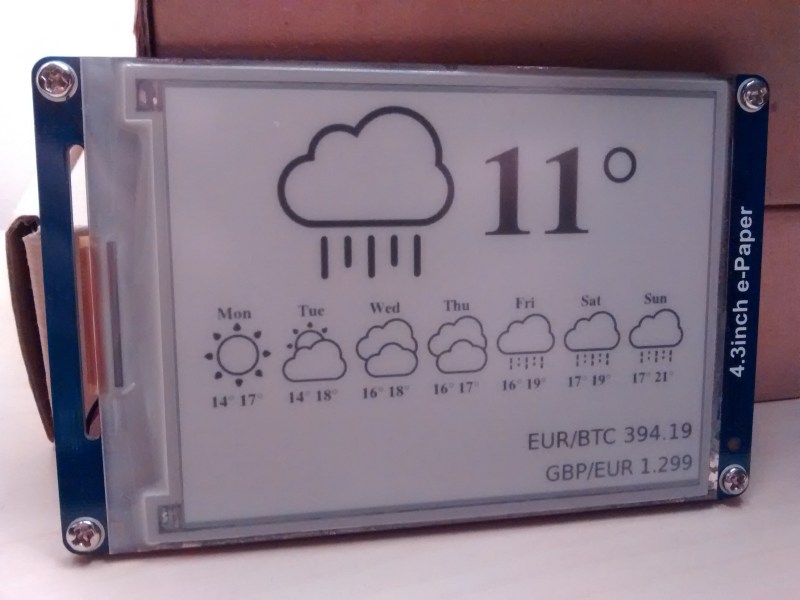 11°
Mon Tue Wed Thu Fri Sat Sun
14° 17° 14° 18° 16° 18° 16° 17° 16° 19° 17° 19° 17° 21°
EUR/BTC 394.19
GBP/EUR 1.299
4.3inch e-Paper